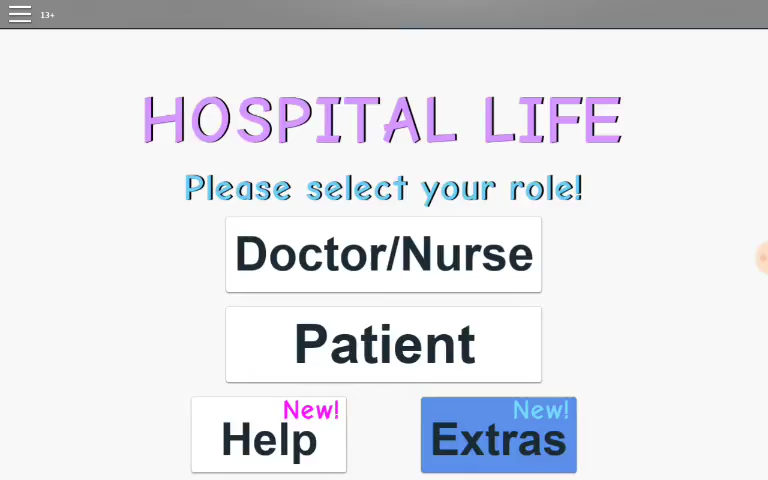 13+
HOSPITAL LIFE
Please select your role!
Doctor/Nurse
Patient
New!
Help
New!
Extras